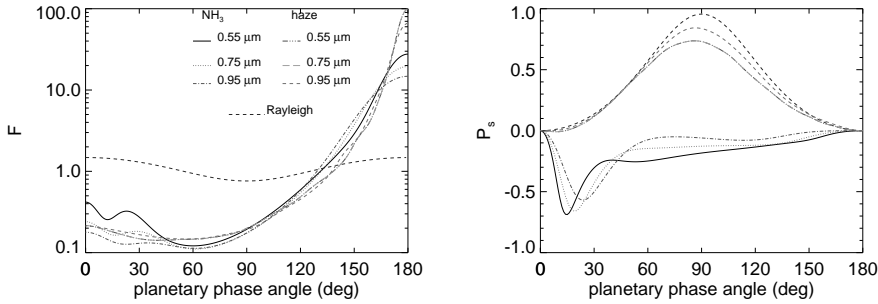 NH₃ haze
0.55 μm 0.55 μm
0.75 μm 0.75 μm
0.95 μm 0.95 μm
Rayleigh
100.0
10.0
1.0
0.1
F
0 30 60 90 120 150 180
planetary phase angle (deg)
1.0
0.5
0.0
-0.5
-1.0
Pₛ
0 30 60 90 120 150 180
planetary phase angle (deg)